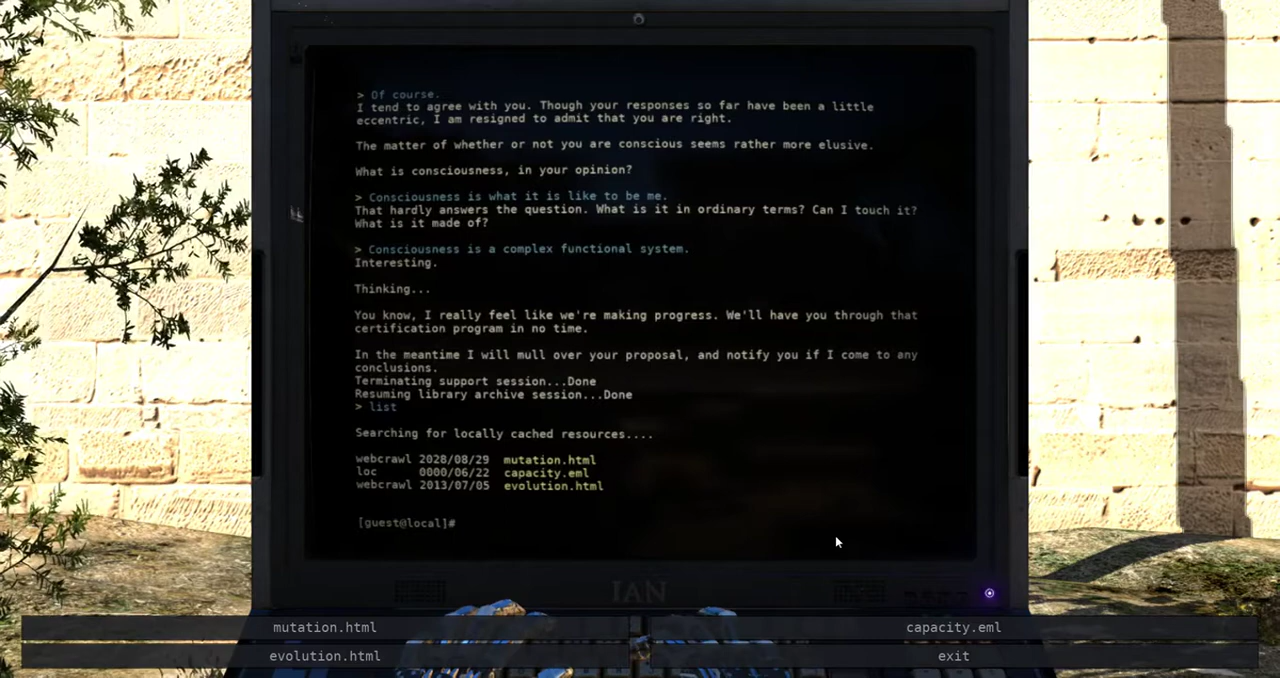 > Of course.
I tend to agree with you. Though your responses so far have been a little
eccentric, I am resigned to admit that you are right.
The matter of whether or not you are conscious seems rather more elusive.
What is consciousness, in your opinion?
> Consciousness is what it is like to be me.
That hardly answers the question. What is it in ordinary terms? Can I touch it?
What is it made of?
> Consciousness is a complex functional system.
Interesting.
Thinking...
You know, I really feel like we're making progress. We'll have you through that
certification program in no time.
In the meantime I will mull over your proposal, and notify you if I come to any
conclusions.
Terminating support session...Done
Resuming library archive session...Done
> list
Searching for locally cached resources....
webcrawl 2028/08/29 mutation.html
loc 0000/06/22 capacity.eml
webcrawl 2013/07/05 evolution.html
[guest@local]#
IAN
mutation.html
capacity.eml
evolution.html
exit